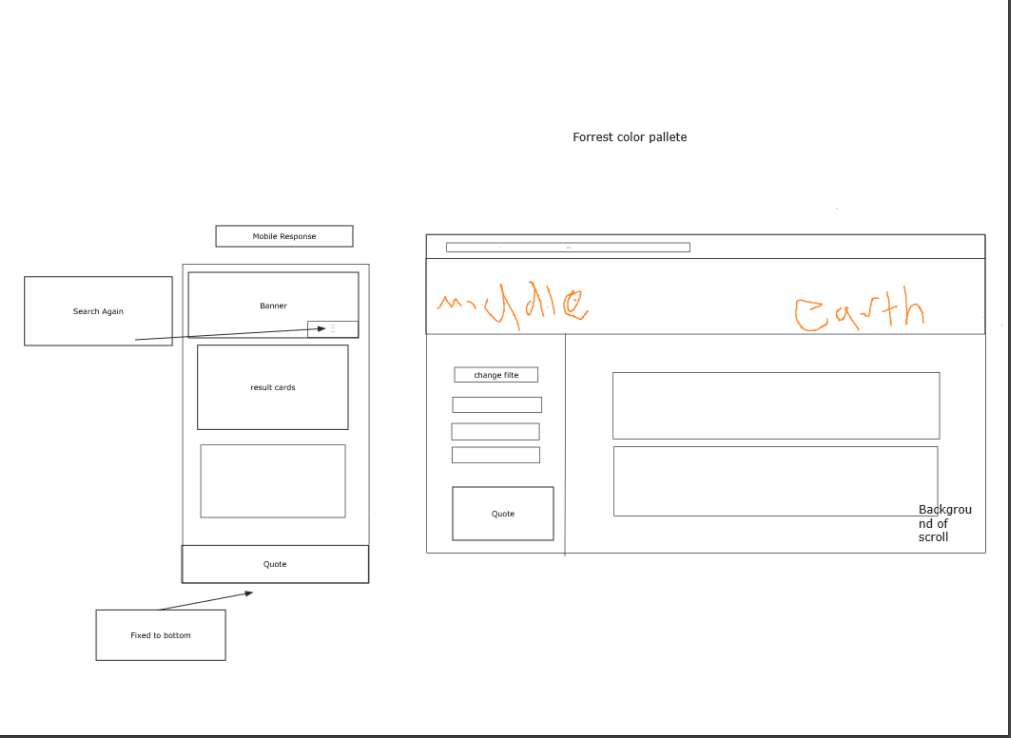 Forrest color pallete
Mobile Response
Search Again
Banner
result cards
Quote
Fixed to bottom
middle
Earth
change filte
Quote
Backgrou
nd of
scroll